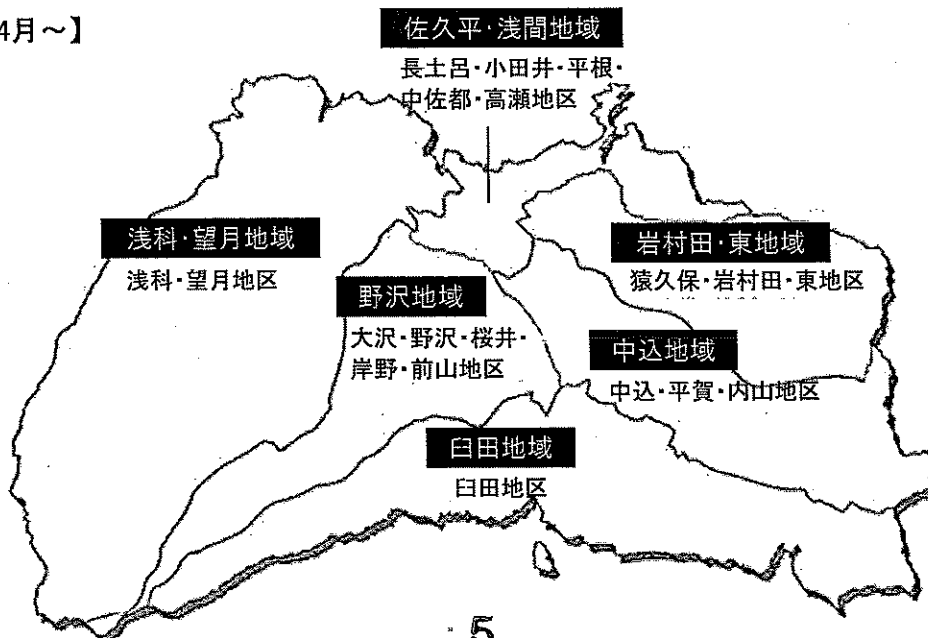 4月～】
佐久平・浅間地域
長土呂・小田井・平根・
中佐都・高瀬地区
浅科・望月地域
浅科・望月地区
岩村田・東地域
猿久保・岩村田・東地区
野沢地域
大沢・野沢・桜井・
岸野・前山地区
中込地域
中込・平賀・内山地区
臼田地域
臼田地区
5